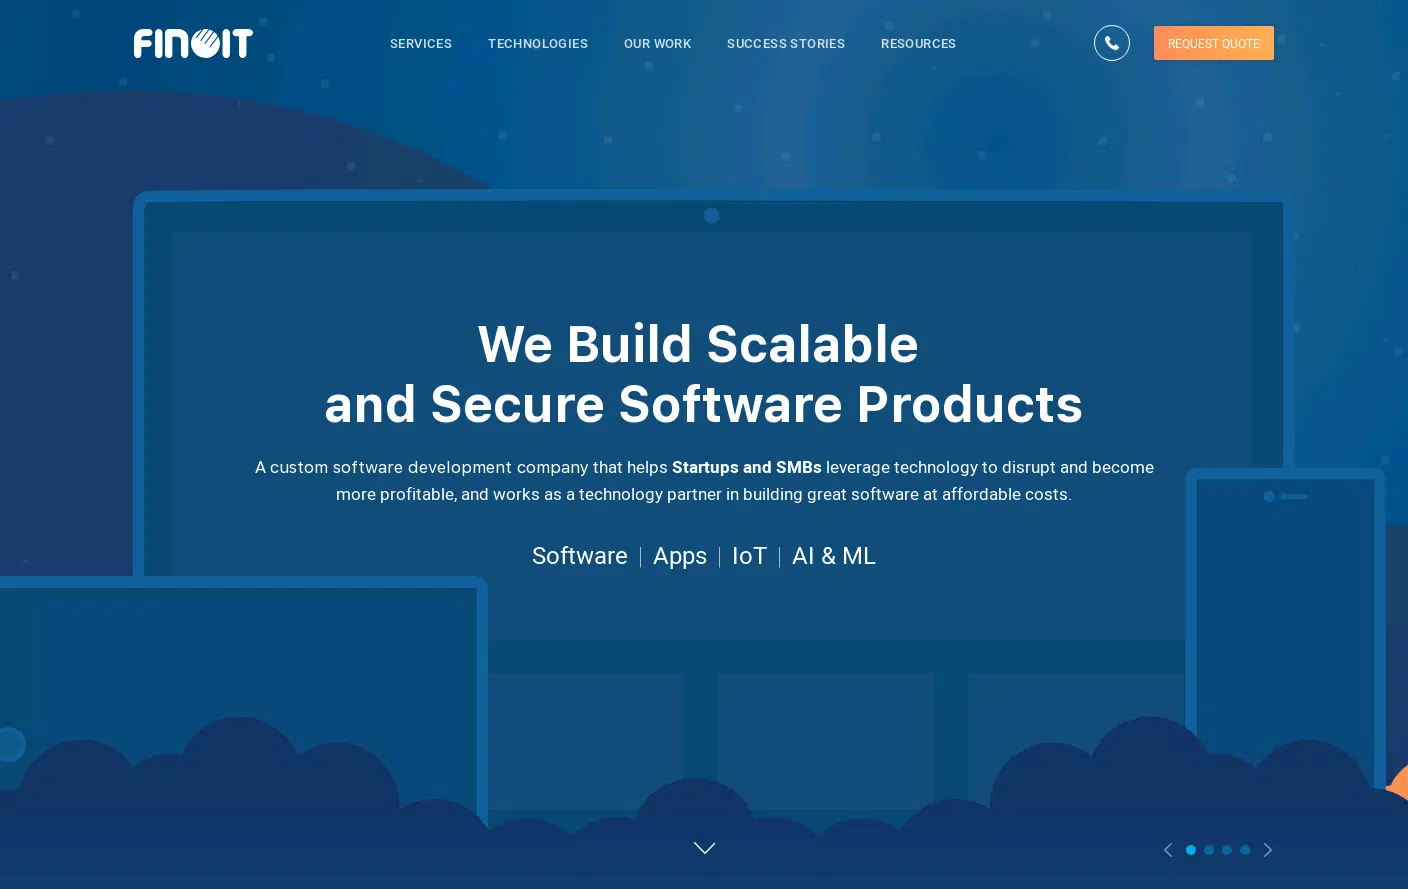 FINOIT
SERVICES
TECHNOLOGIES
OUR WORK
SUCCESS STORIES
RESOURCES
REQUEST QUOTE
We Build Scalable
and Secure Software Products
A custom software development company that helps Startups and SMBs leverage technology to disrupt and become
more profitable, and works as a technology partner in building great software at affordable costs.
Software | Apps | IoT | AI & ML